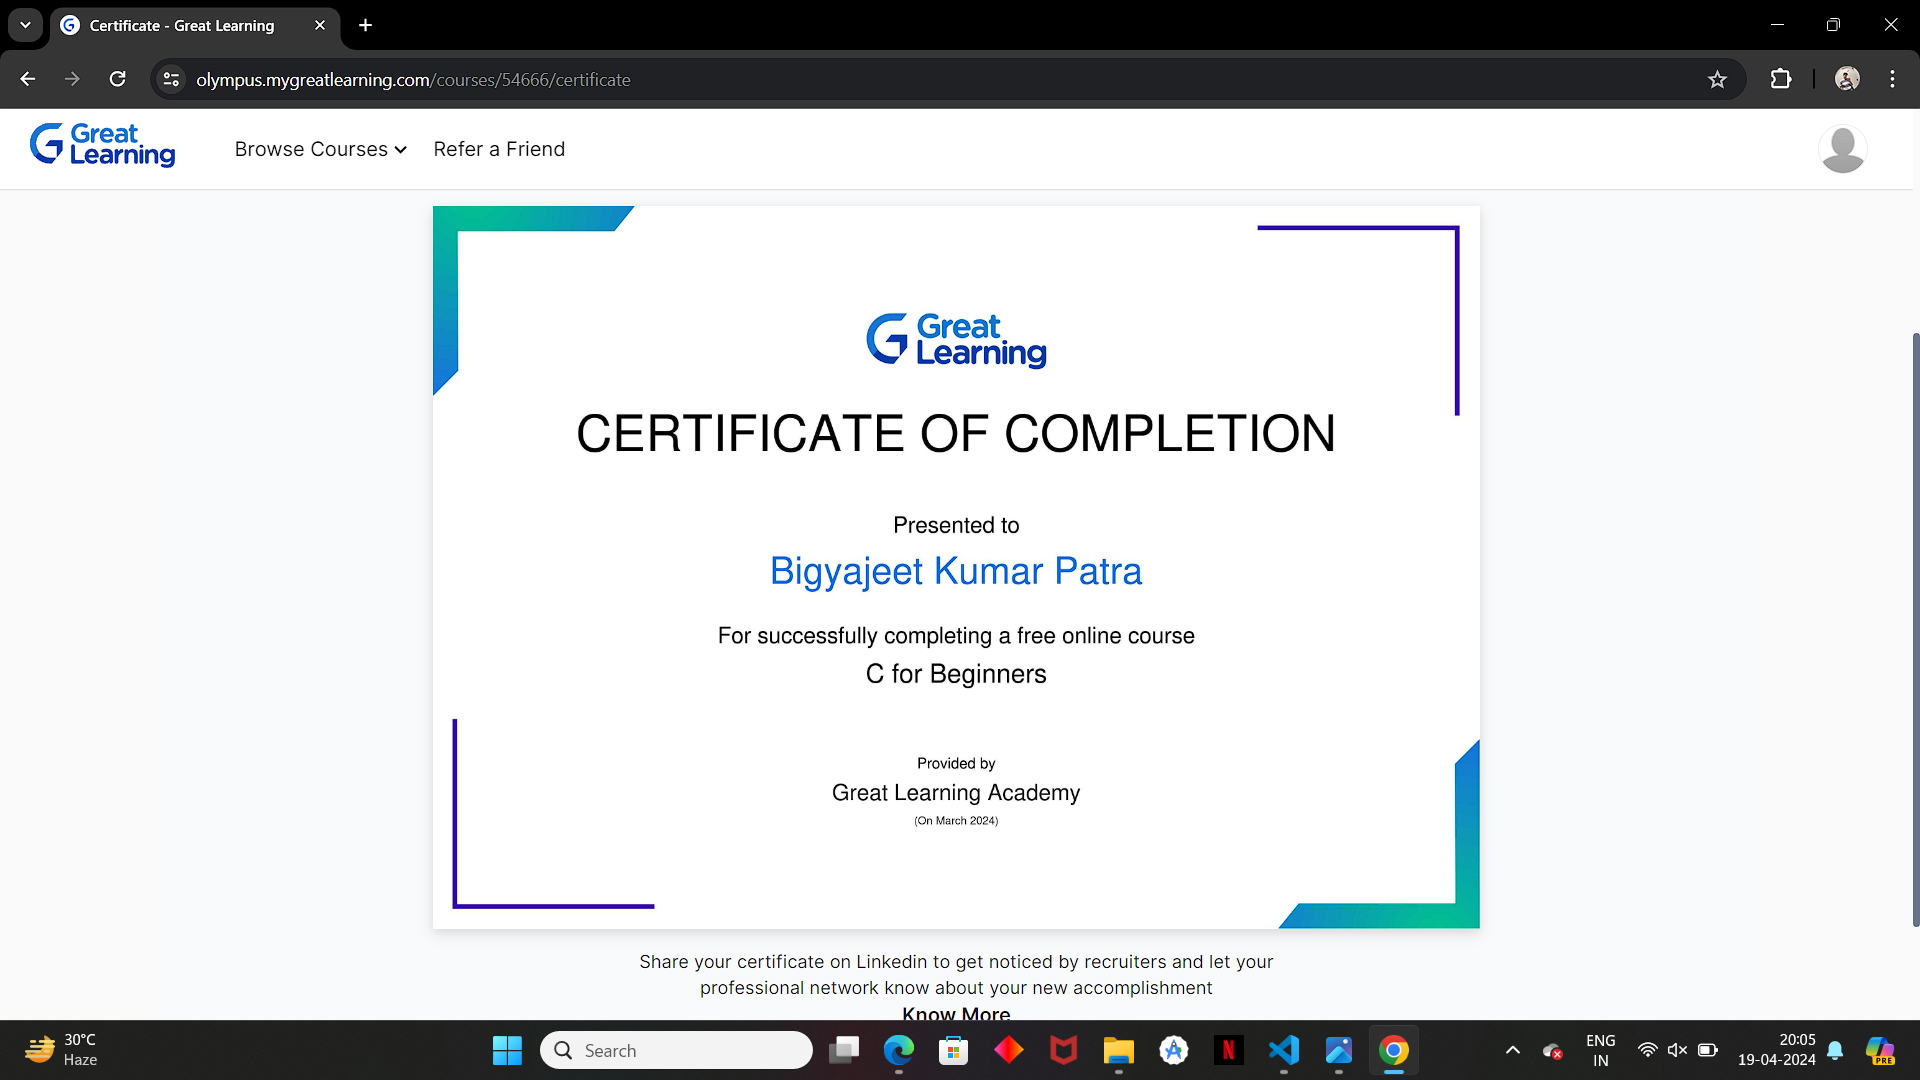 Certificate - Great Learning
olympus.mygreatlearning.com/courses/54666/certificate
Great Learning
Browse Courses
Refer a Friend
Great
Learning
CERTIFICATE OF COMPLETION
Presented to
Bigyajeet Kumar Patra
For successfully completing a free online course
C for Beginners
Provided by
Great Learning Academy
(On March 2024)
Share your certificate on Linkedin to get noticed by recruiters and let your
professional network know about your new accomplishment
Know More
30°C
Haze
Search
N
PRE
ENG
IN
20:05
19-04-2024